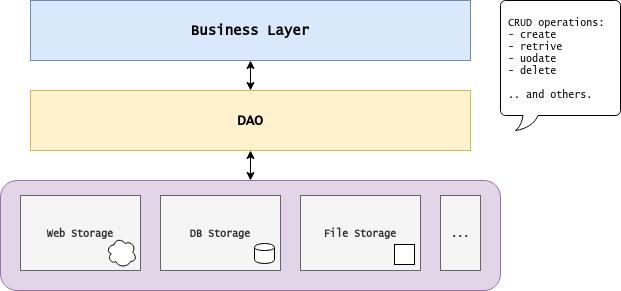 Business Layer
CRUD operations:
- create
- retrive
- uodate
- delete
.. and others.
DAO
Web Storage
DB Storage
File Storage
...